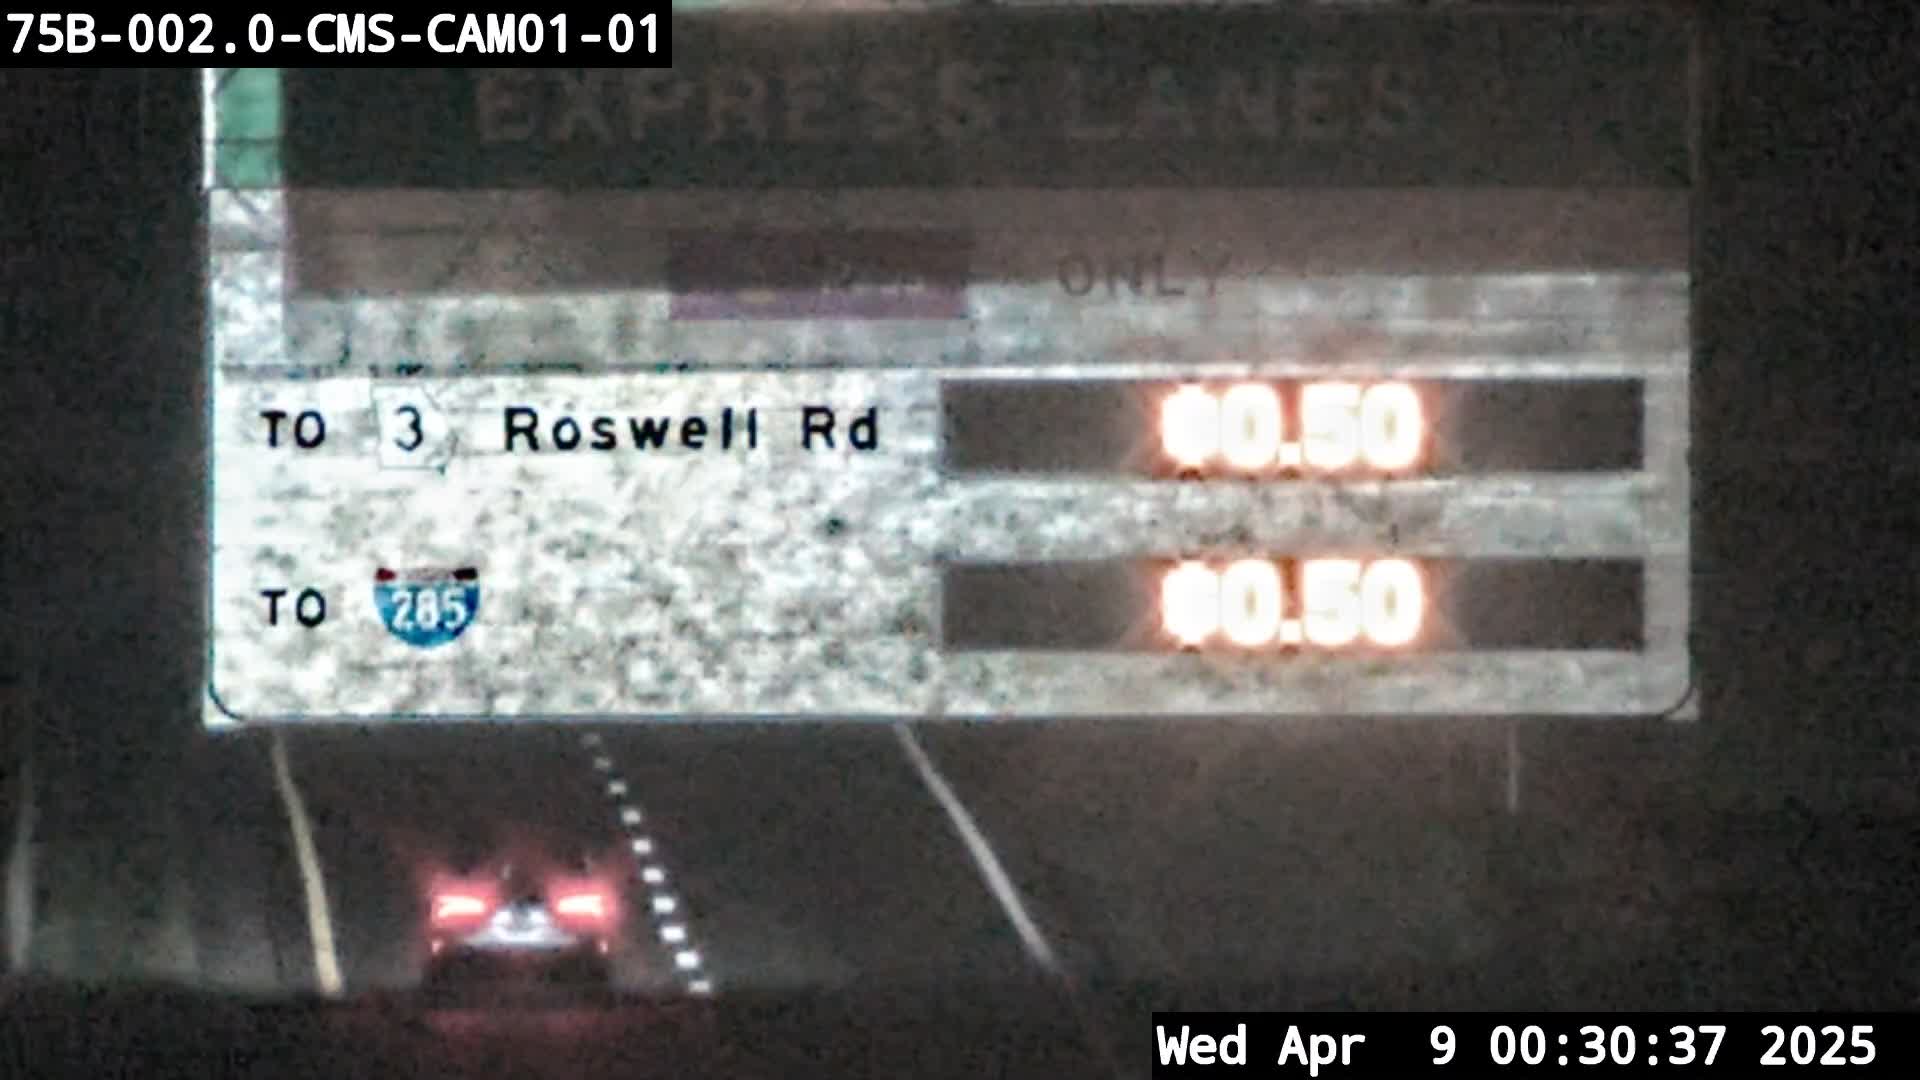 75B-002.0-CMS-CAM01-01
EXPRESS LANES
ONLY
TO 3 Roswell Rd $0.50
TO 285 $0.50
Wed Apr 9 00:30:37 2025